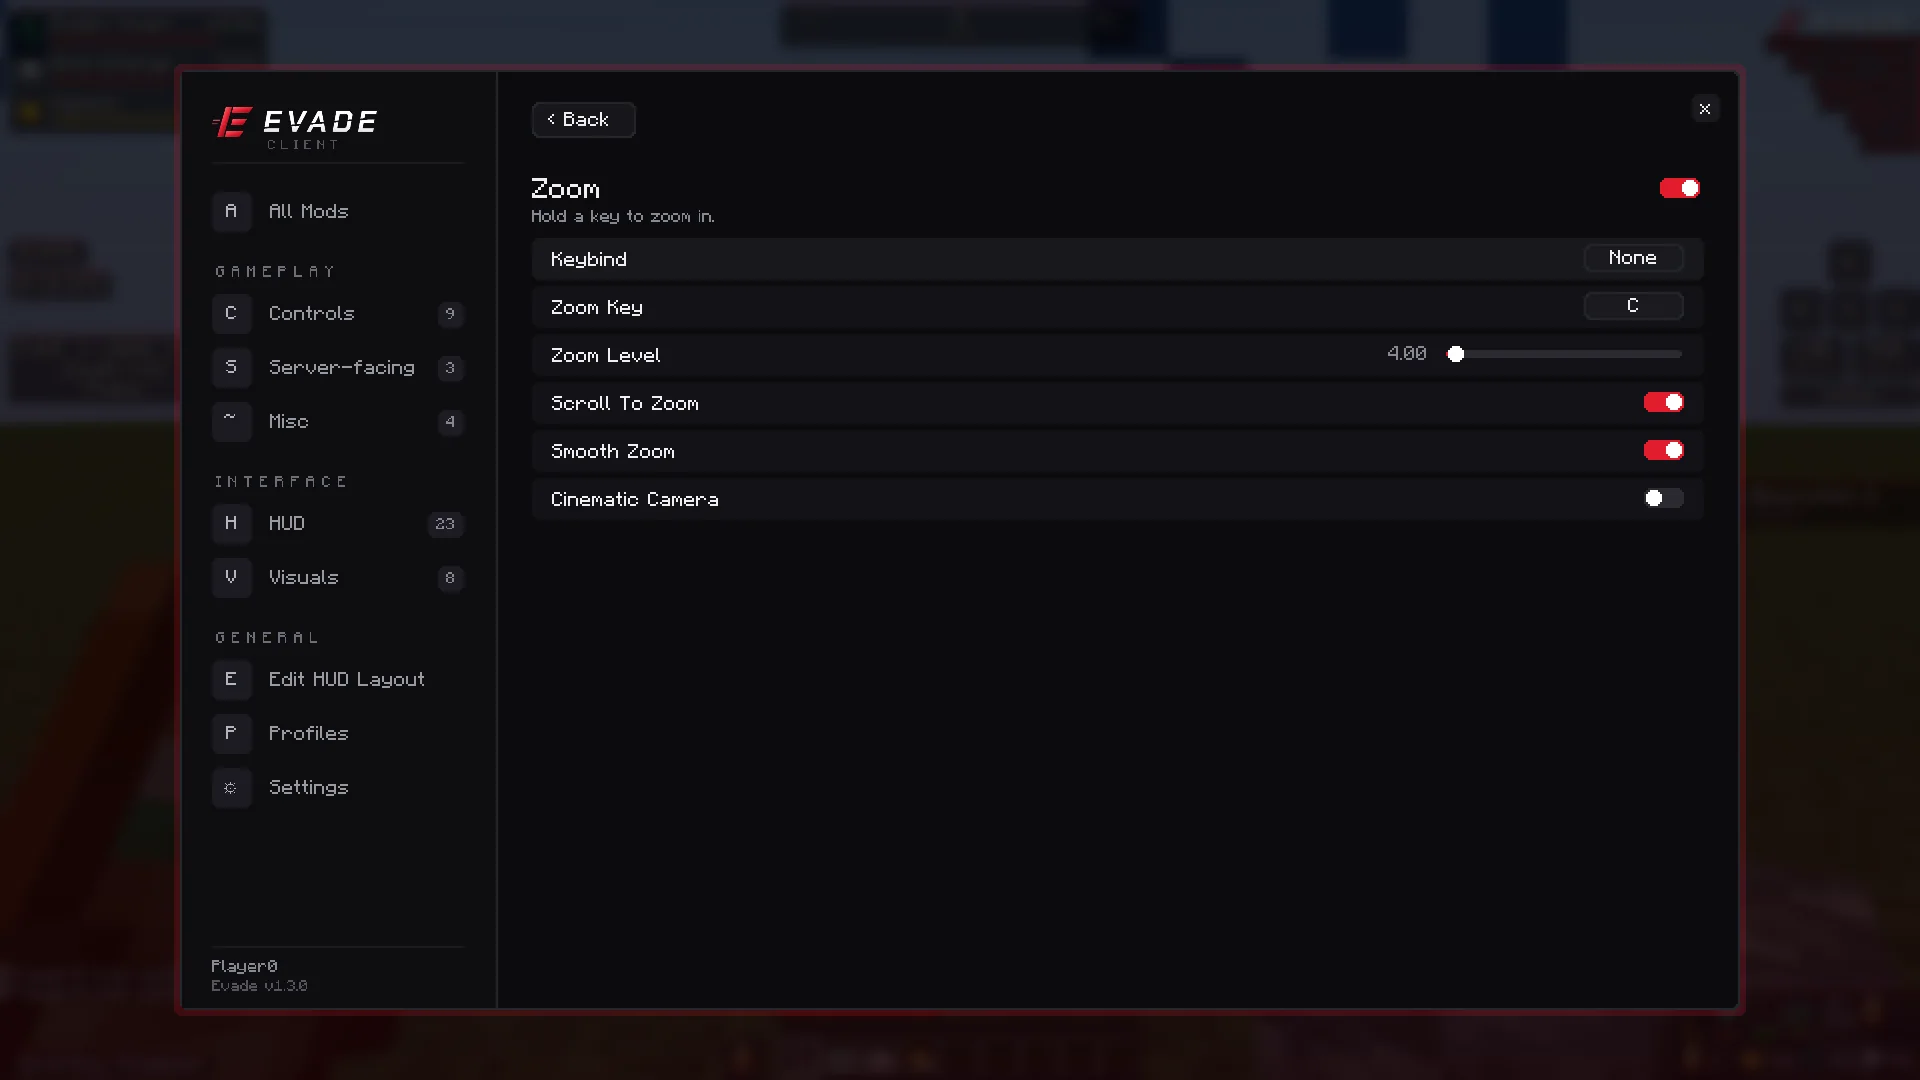 EVADE
CLIENT
A All Mods
GAMEPLAY
C Controls 9
S Server-facing 3
~ Misc 4
INTERFACE
H HUD 23
V Visuals 8
GENERAL
E Edit HUD Layout
P Profiles
Settings
Player0
Evade v1.3.0
< Back
×
Zoom
Hold a key to zoom in.
Keybind None
Zoom Key C
Zoom Level 4.00
Scroll To Zoom
Smooth Zoom
Cinematic Camera